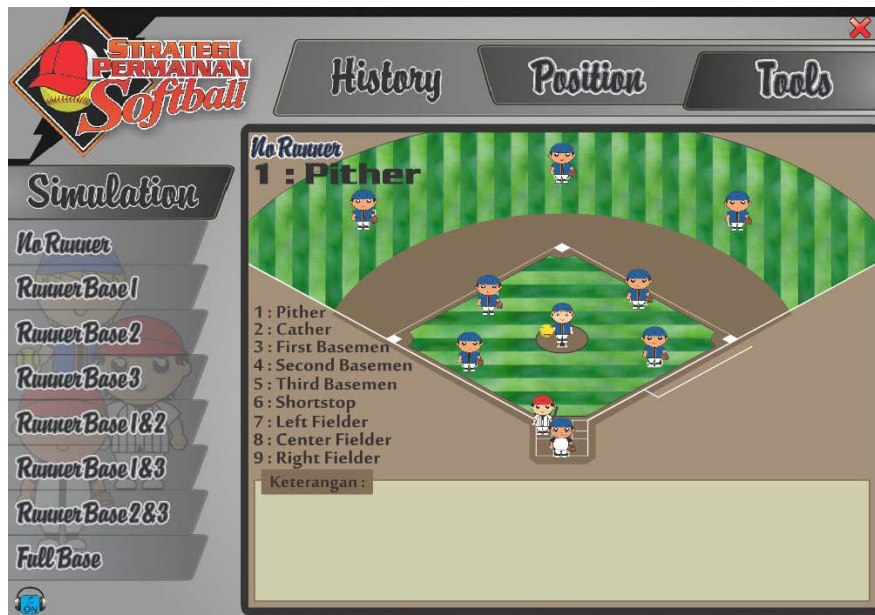 STRATEGI
PERMAINAN
Softball
History
Position
Tools
Simulation
No Runner
Runner Base 1
Runner Base 2
Runner Base 3
Runner Base 1 & 2
Runner Base 1 & 3
Runner Base 2 & 3
Full Base
ON
No Runner
1 : Pither
1 : Pither
2 : Cather
3 : First Basemen
4 : Second Basemen
5 : Third Basemen
6 : Shortstop
7 : Left Fielder
8 : Center Fielder
9 : Right Fielder
Keterangan :